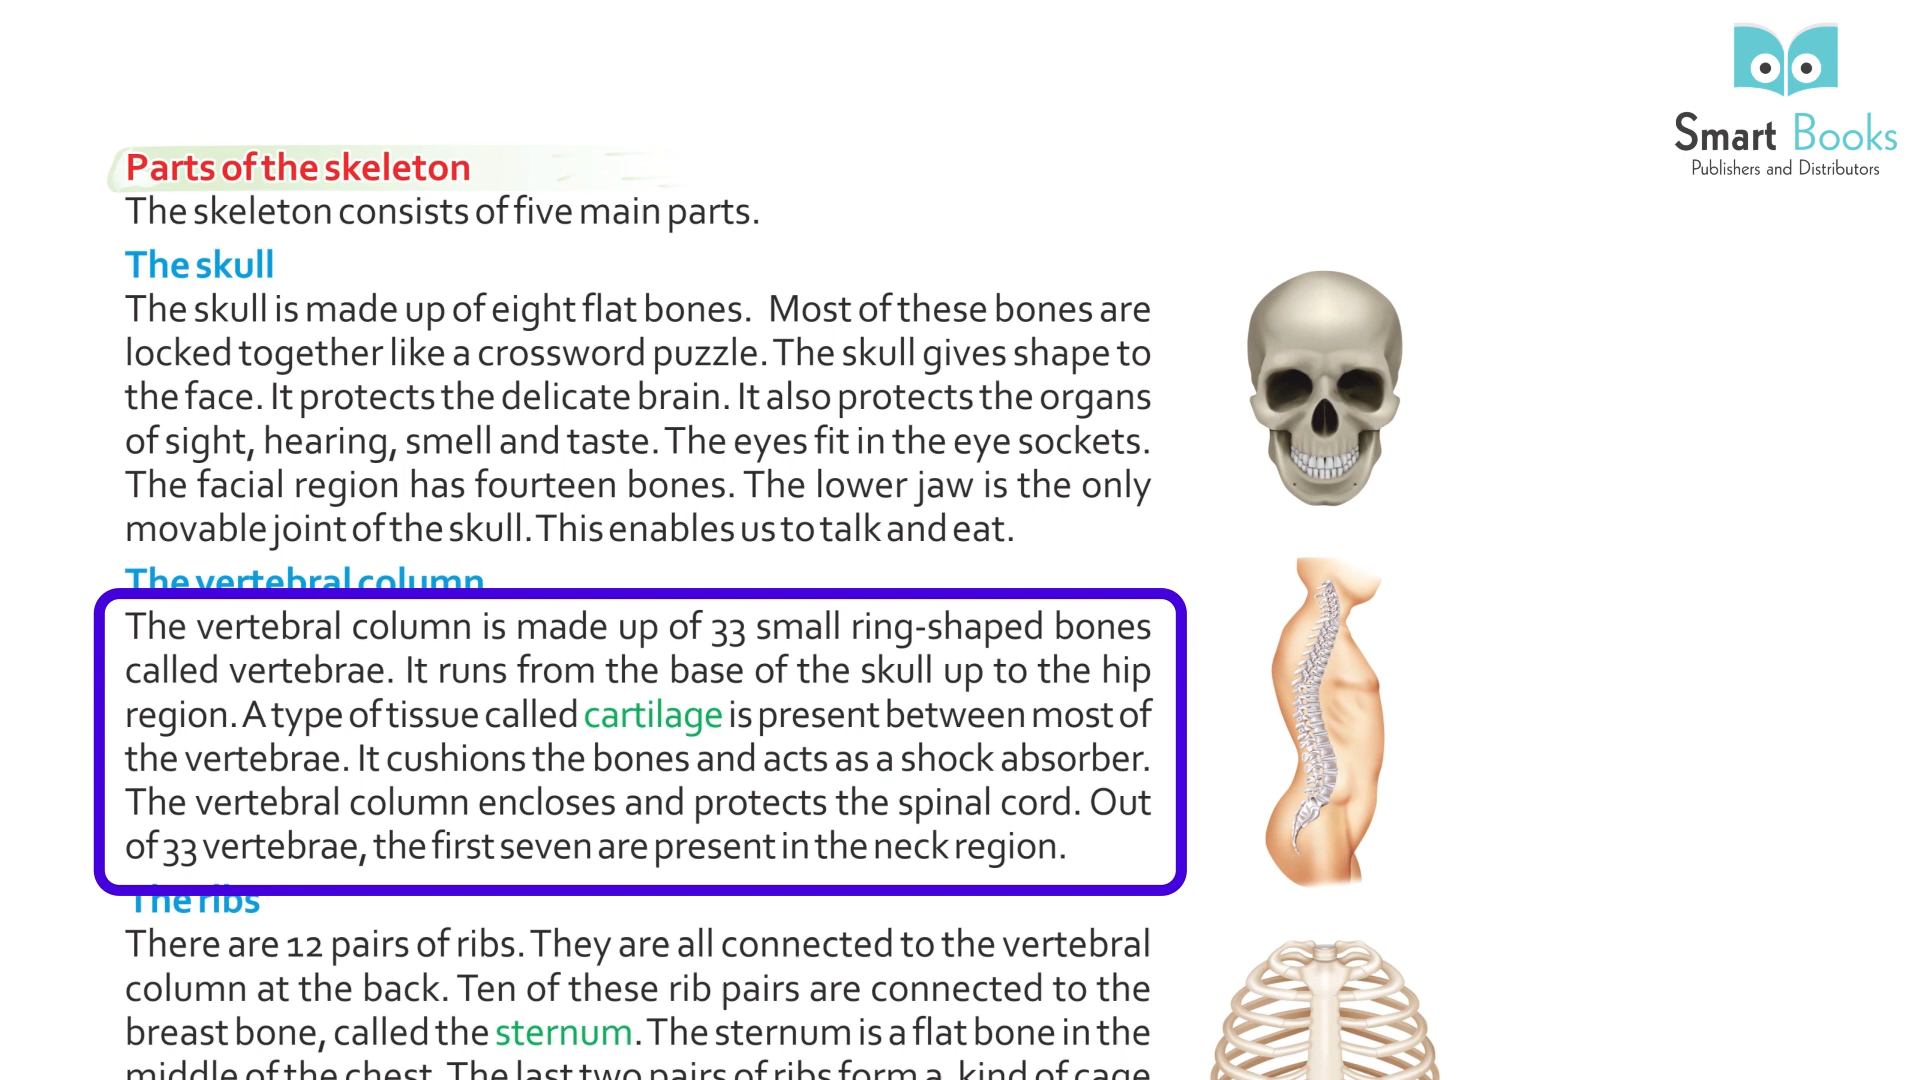 Smart Books
Publishers and Distributors
Parts of the skeleton
The skeleton consists of five main parts.
The skull
The skull is made up of eight flat bones. Most of these bones are
locked together like a crossword puzzle. The skull gives shape to
the face. It protects the delicate brain. It also protects the organs
of sight, hearing, smell and taste. The eyes fit in the eye sockets.
The facial region has fourteen bones. The lower jaw is the only
movable joint of the skull. This enables us to talk and eat.
The vertebral column
The vertebral column is made up of 33 small ring-shaped bones
called vertebrae. It runs from the base of the skull up to the hip
region. A type of tissue called cartilage is present between most of
the vertebrae. It cushions the bones and acts as a shock absorber.
The vertebral column encloses and protects the spinal cord. Out
of 33 vertebrae, the first seven are present in the neck region.
The ribs
There are 12 pairs of ribs. They are all connected to the vertebral
column at the back. Ten of these rib pairs are connected to the
breast bone, called the sternum. The sternum is a flat bone in the
middle of the chest. The last two pairs of ribs form a kind of cage